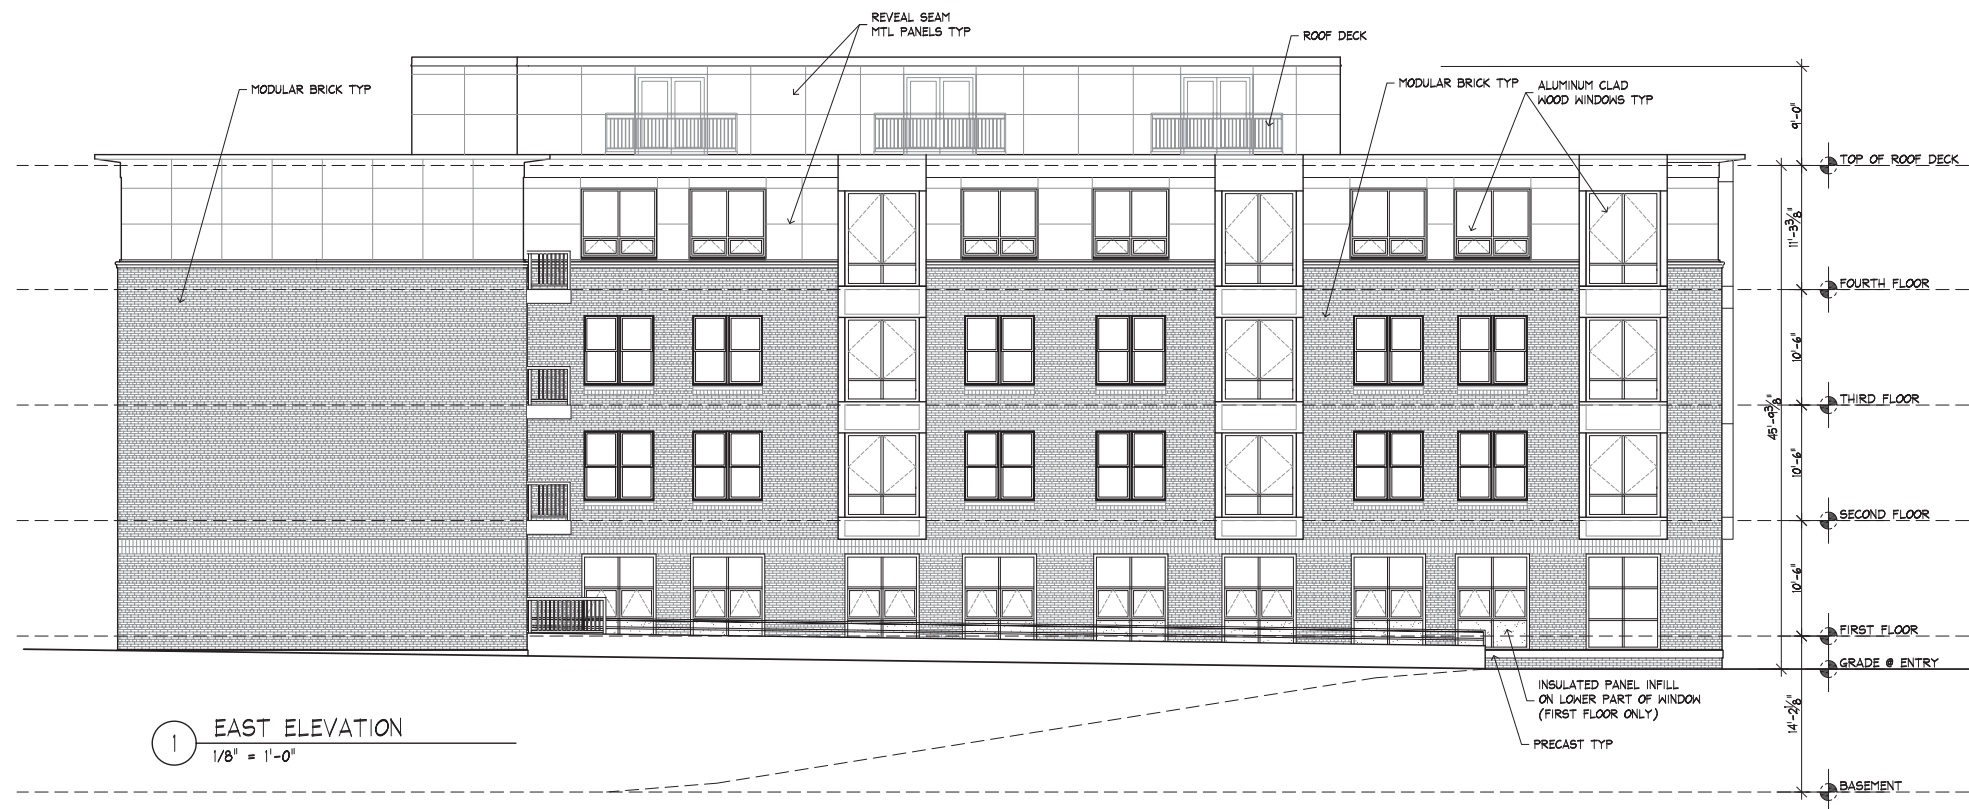 REVEAL SEAM
MTL PANELS TYP
ROOF DECK
MODULAR BRICK TYP
MODULAR BRICK TYP
ALUMINUM CLAD
WOOD WINDOWS TYP
9'-0"
TOP OF ROOF DECK
11'-3 3/8"
FOURTH FLOOR
10'-6"
THIRD FLOOR
45'-9 3/8"
10'-6"
SECOND FLOOR
10'-6"
FIRST FLOOR
GRADE @ ENTRY
INSULATED PANEL INFILL
ON LOWER PART OF WINDOW
(FIRST FLOOR ONLY)
14'-2 1/8"
PRECAST TYP
BASEMENT
1
EAST ELEVATION
1/8" = 1'-0"